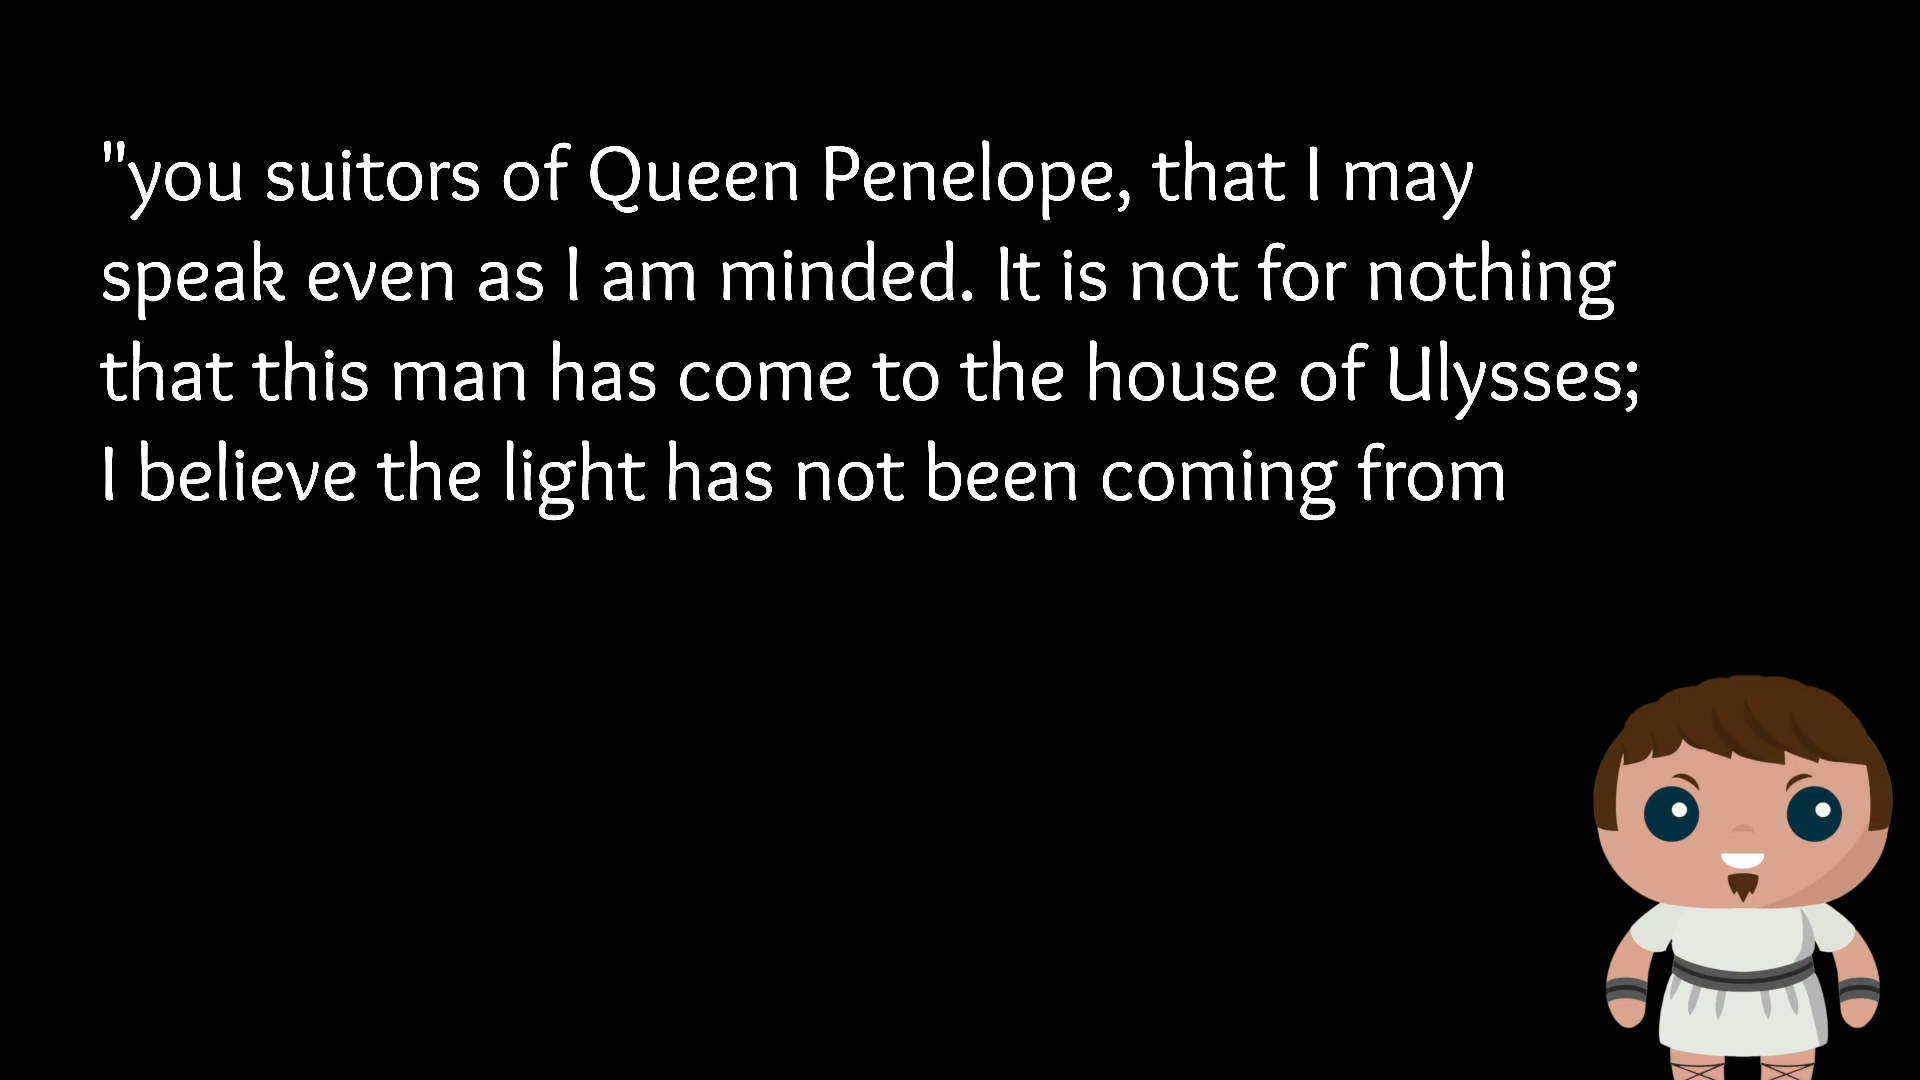 "you suitors of Queen Penelope, that I may
speak even as I am minded. It is not for nothing
that this man has come to the house of Ulysses;
I believe the light has not been coming from